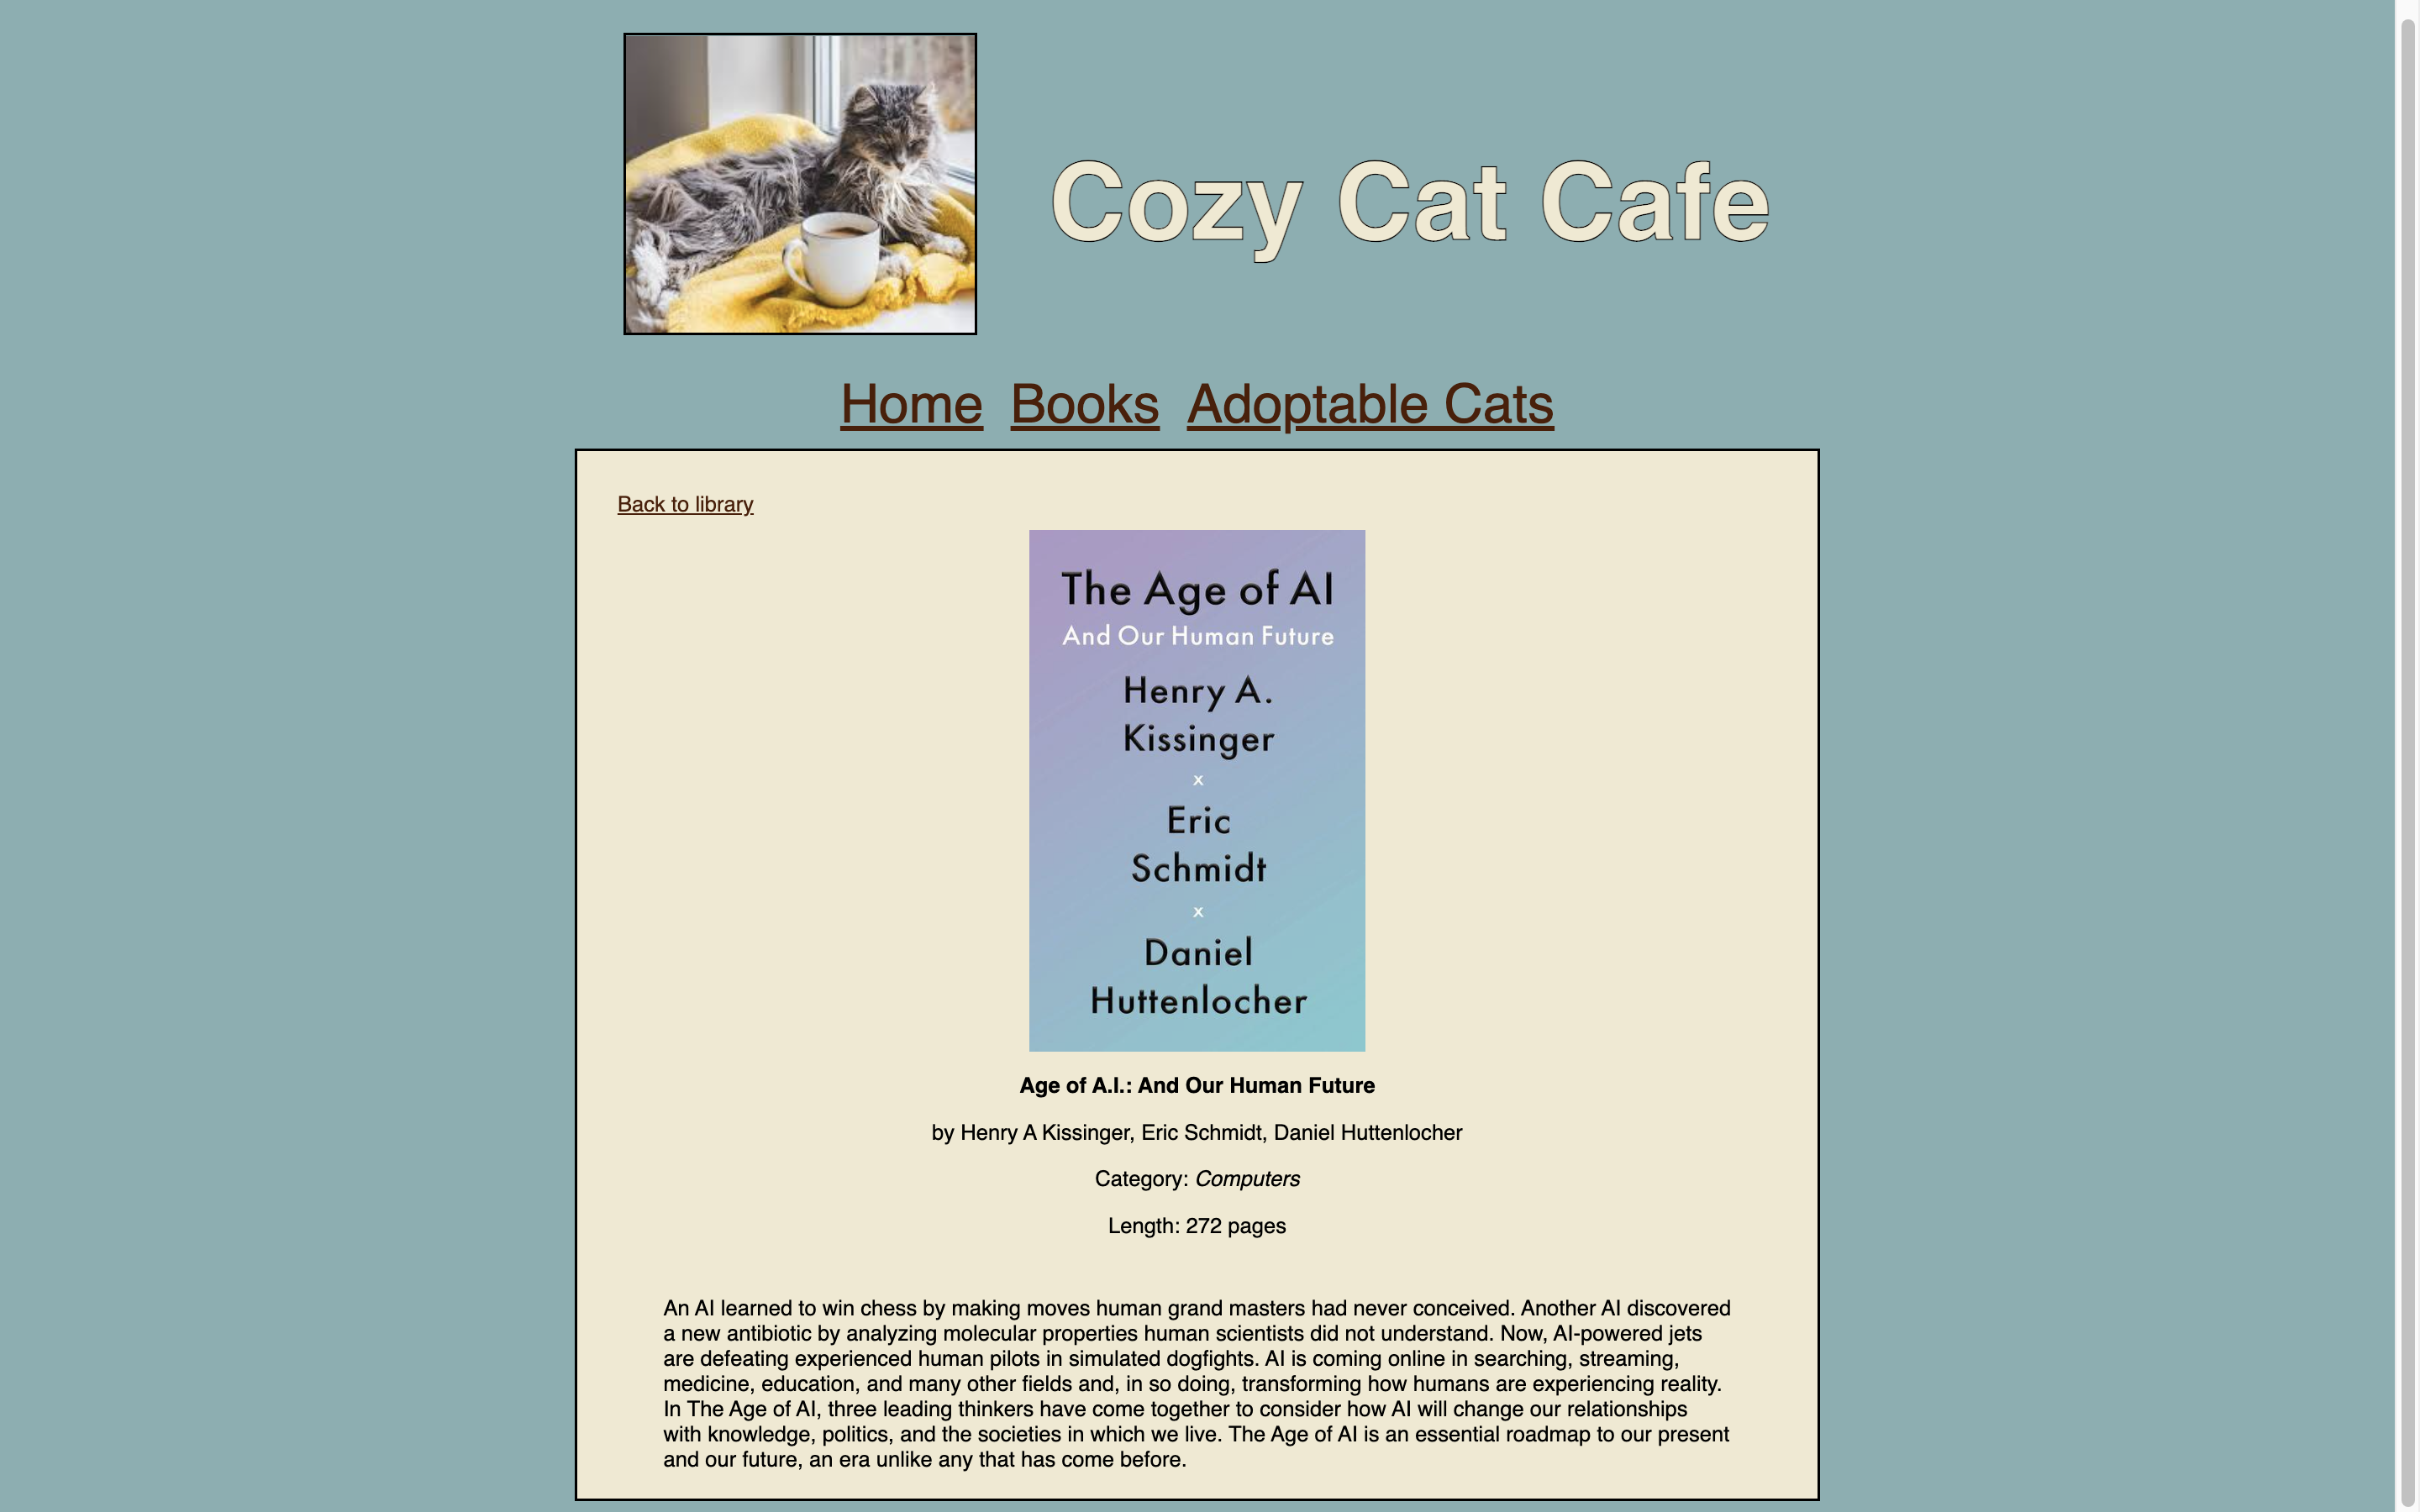 Cozy Cat Cafe
Home Books Adoptable Cats
Back to library
The Age of AI
And Our Human Future
Henry A.
Kissinger
x
Eric
Schmidt
x
Daniel
Huttenlocher
Age of A.I.: And Our Human Future
by Henry A Kissinger, Eric Schmidt, Daniel Huttenlocher
Category: Computers
Length: 272 pages
An AI learned to win chess by making moves human grand masters had never conceived. Another AI discovered
a new antibiotic by analyzing molecular properties human scientists did not understand. Now, AI-powered jets
are defeating experienced human pilots in simulated dogfights. AI is coming online in searching, streaming,
medicine, education, and many other fields and, in so doing, transforming how humans are experiencing reality.
In The Age of AI, three leading thinkers have come together to consider how AI will change our relationships
with knowledge, politics, and the societies in which we live. The Age of AI is an essential roadmap to our present
and our future, an era unlike any that has come before.